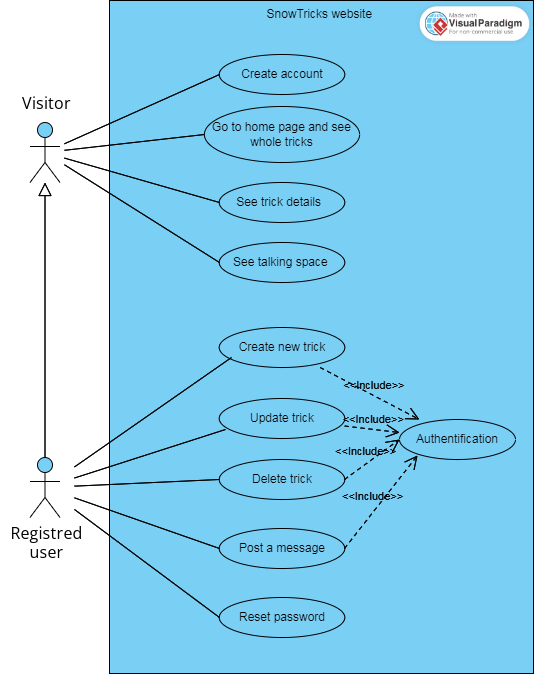 SnowTricks website
Made with
VisualParadigm
For non-commercial use
Create account
Visitor
Go to home page and see
whole tricks
See trick details
See talking space
Create new trick
<<Include>>
Update trick
<<Include>>
Authentification
<<Include>>
Delete trick
<<Include>>
Registred
user
Post a message
Reset password